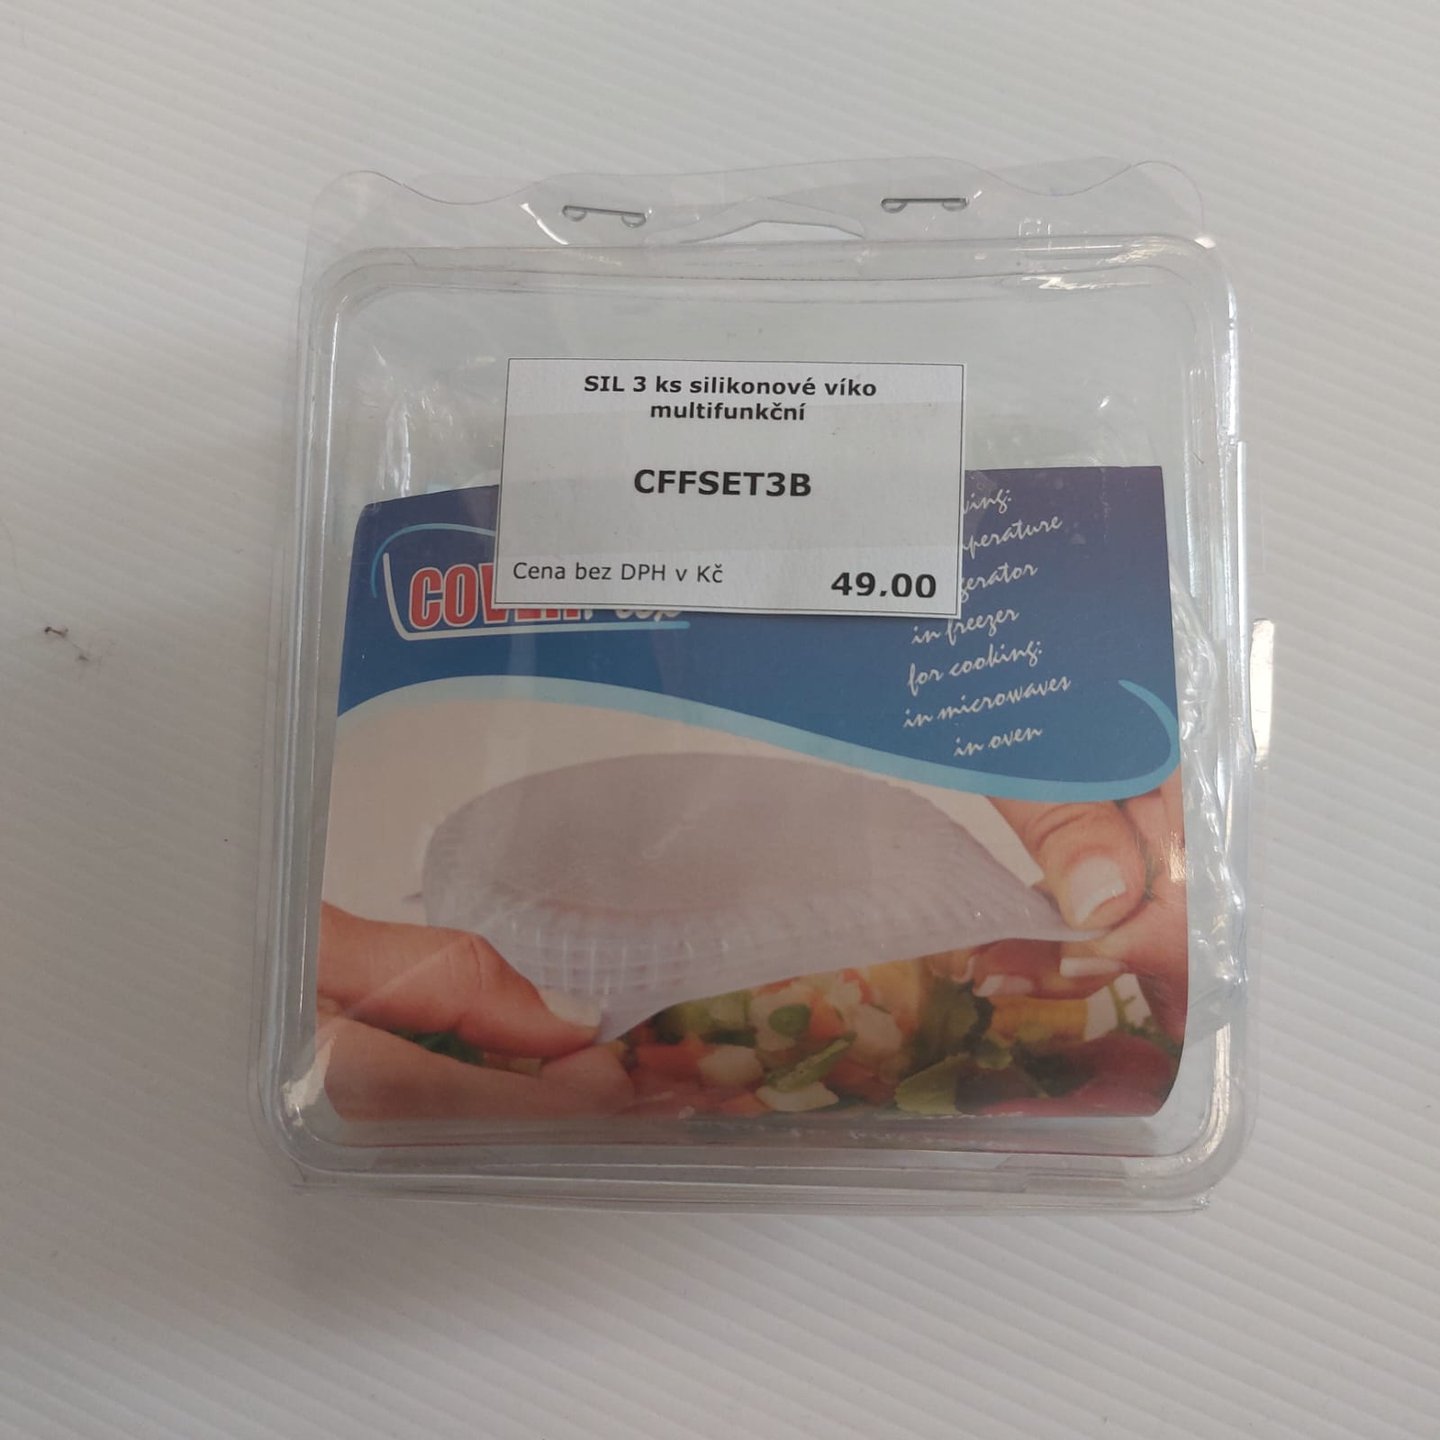 SIL 3 ks silikonové víko
multifunkční
CFFSET3B
Cena bez DPH v Kč
49.00
in freezer
for cooking:
in microwaves
in oven